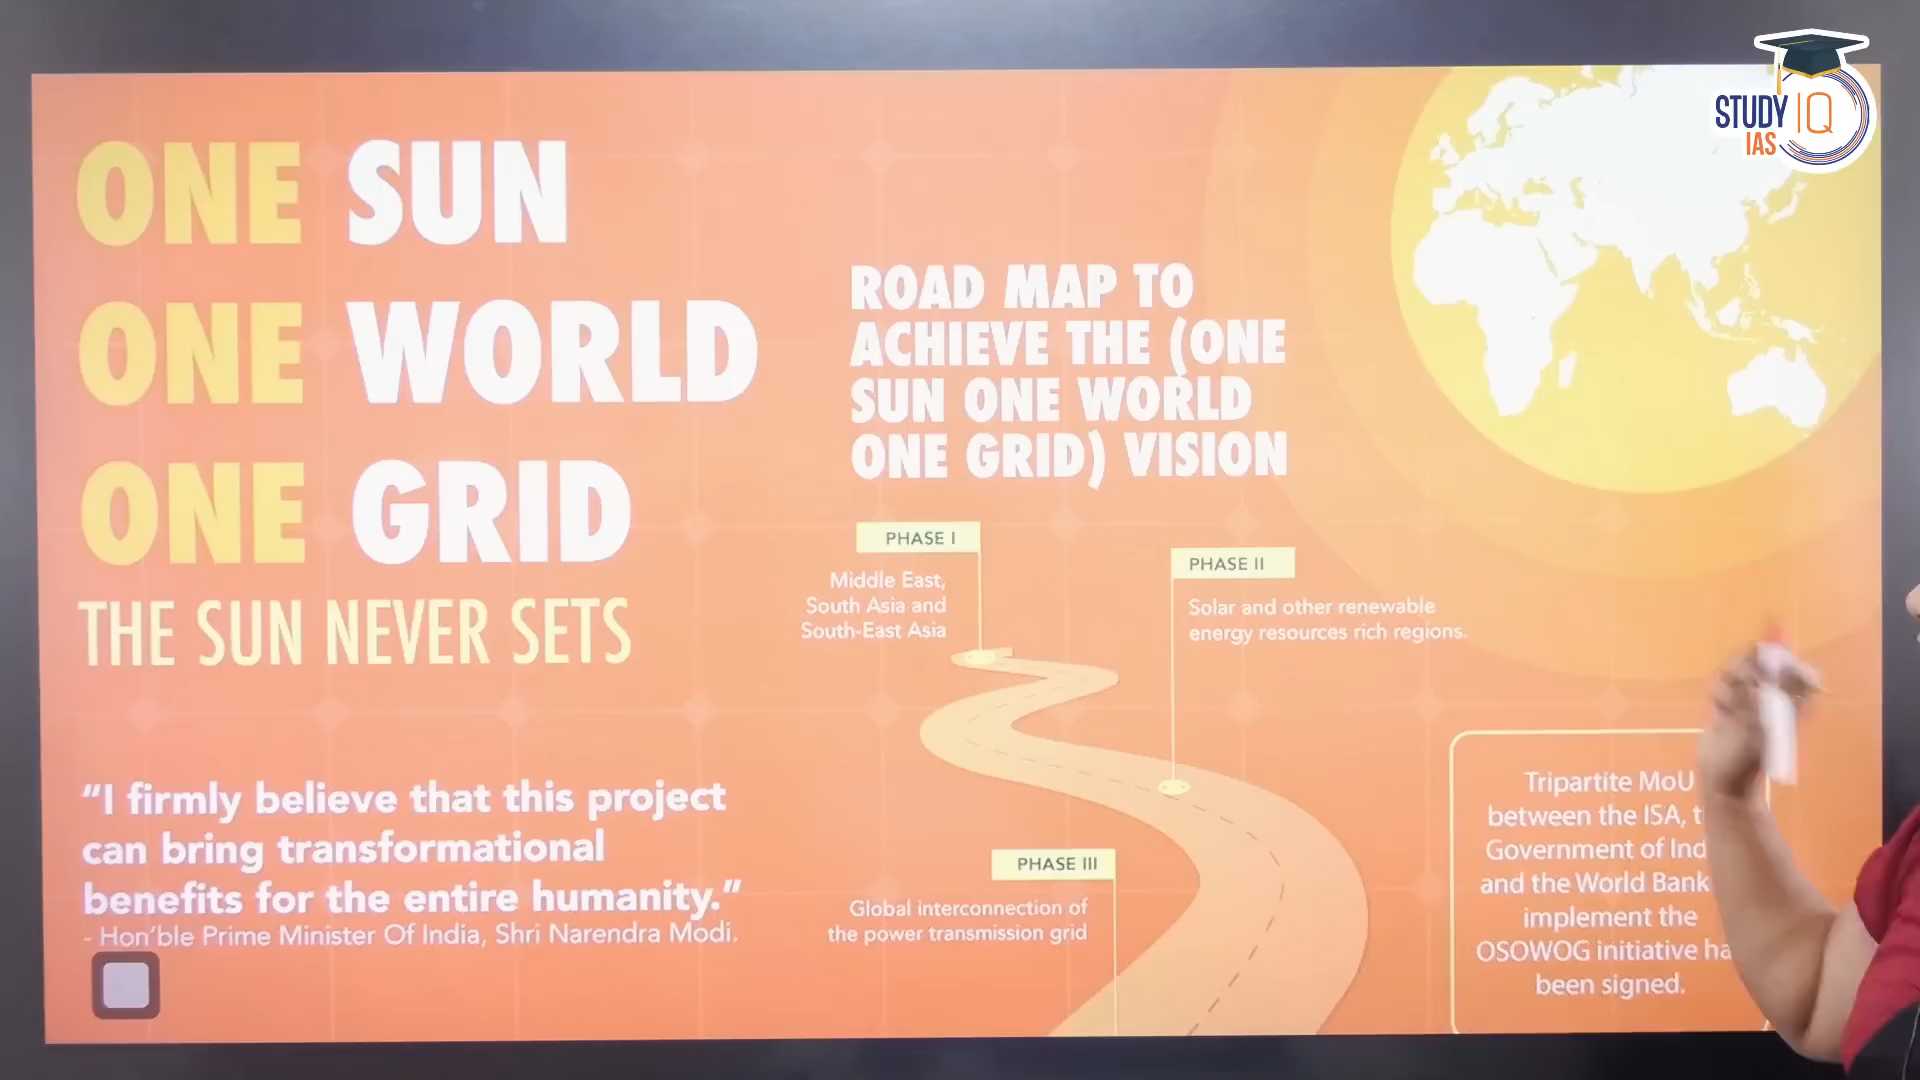 ONE SUN
ONE WORLD
ONE GRID
THE SUN NEVER SETS
“I firmly believe that this project
can bring transformational
benefits for the entire humanity.”
- Hon’ble Prime Minister Of India, Shri Narendra Modi.
ROAD MAP TO
ACHIEVE THE (ONE
SUN ONE WORLD
ONE GRID) VISION
PHASE I
Middle East,
South Asia and
South-East Asia
PHASE II
Solar and other renewable
energy resources rich regions.
PHASE III
Global interconnection of
the power transmission grid
Tripartite MoU
between the ISA,
Government of
and the World Bank
implement the
OSOWOG initiative
been signed.
STUDY IQ
IAS